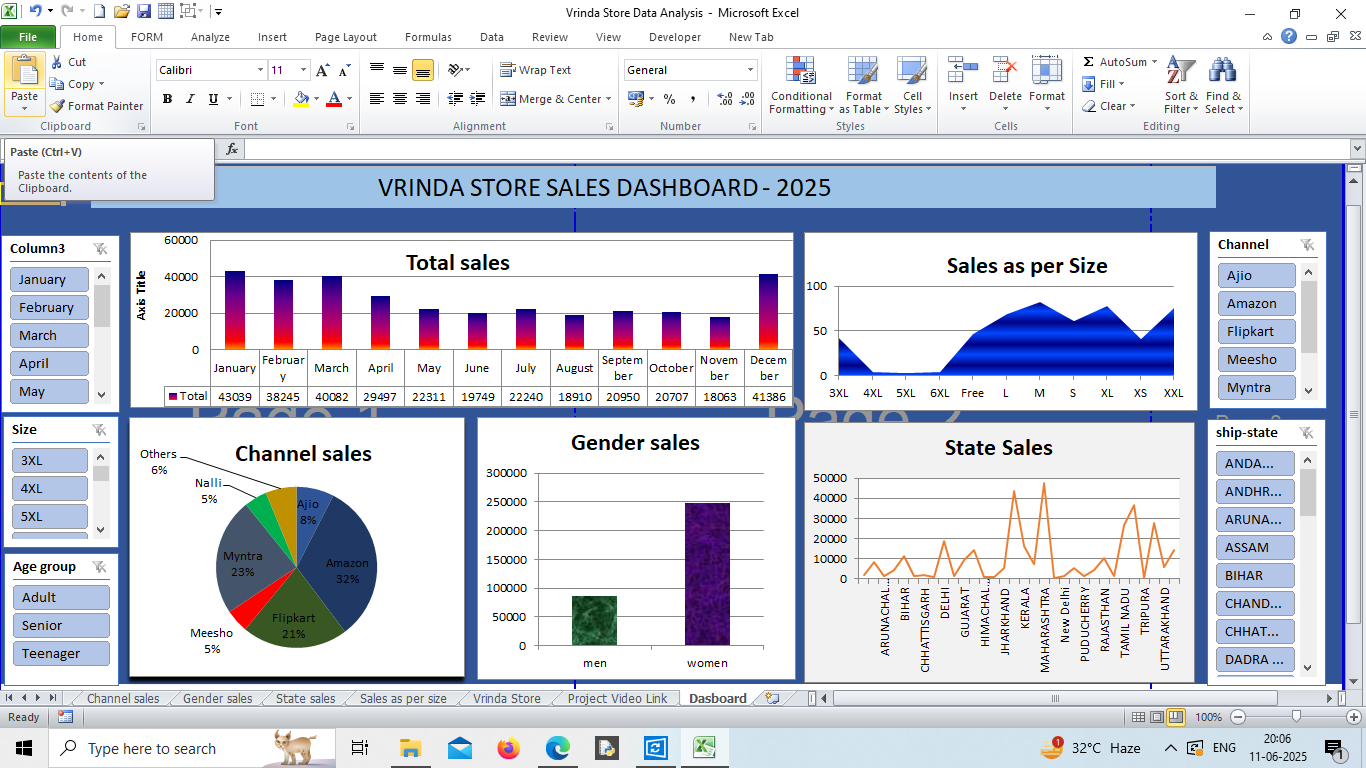 Vrinda Store Data Analysis - Microsoft Excel
File Home FORM Analyze Insert Page Layout Formulas Data Review View Developer New Tab
Paste
Cut
Copy
Format Painter
Clipboard
Calibri 11
B I U
Font
Wrap Text
Merge & Center
Alignment
General
% ,
Number
Conditional Formatting
Format as Table
Cell Styles
Styles
Insert Delete Format
Cells
Σ AutoSum
Fill
Clear
Sort & Filter
Find & Select
Editing
Paste (Ctrl+V)
Paste the contents of the
Clipboard.
fx
VRINDA STORE SALES DASHBOARD - 2025
Column3
January
February
March
April
May
Size
3XL
4XL
5XL
Age group
Adult
Senior
Teenager
Total sales
Axis Title
60000
40000
20000
0
January February March April May June July August September October November December
Total 43039 38245 40082 29497 22311 19749 22240 18910 20950 20707 18063 41386
Sales as per Size
100
50
0
3XL 4XL 5XL 6XL Free L M S XL XS XXL
Channel
Ajio
Amazon
Flipkart
Meesho
Myntra
Page 1
Page 2
Channel sales
Others
6%
Nalli
5%
Ajio
8%
Myntra
23%
Amazon
32%
Flipkart
21%
Meesho
5%
Gender sales
300000
250000
200000
150000
100000
50000
0
men women
State Sales
50000
40000
30000
20000
10000
0
ARUNACHAL... BIHAR CHHATTISGARH DELHI GUJARAT HIMACHAL... JHARKHAND KERALA MAHARASHTRA New Delhi PUDUCHERRY RAJASTHAN TAMIL NADU TRIPURA UTTARAKHAND
ship-state
ANDA...
ANDHR...
ARUNA...
ASSAM
BIHAR
CHAND...
CHHAT...
DADRA ...
Channel sales Gender sales State sales Sales as per size Vrinda Store Project Video Link Dasboard
Ready 100%
Type here to search
1 32°C Haze ENG
20:06
11-06-2025
1